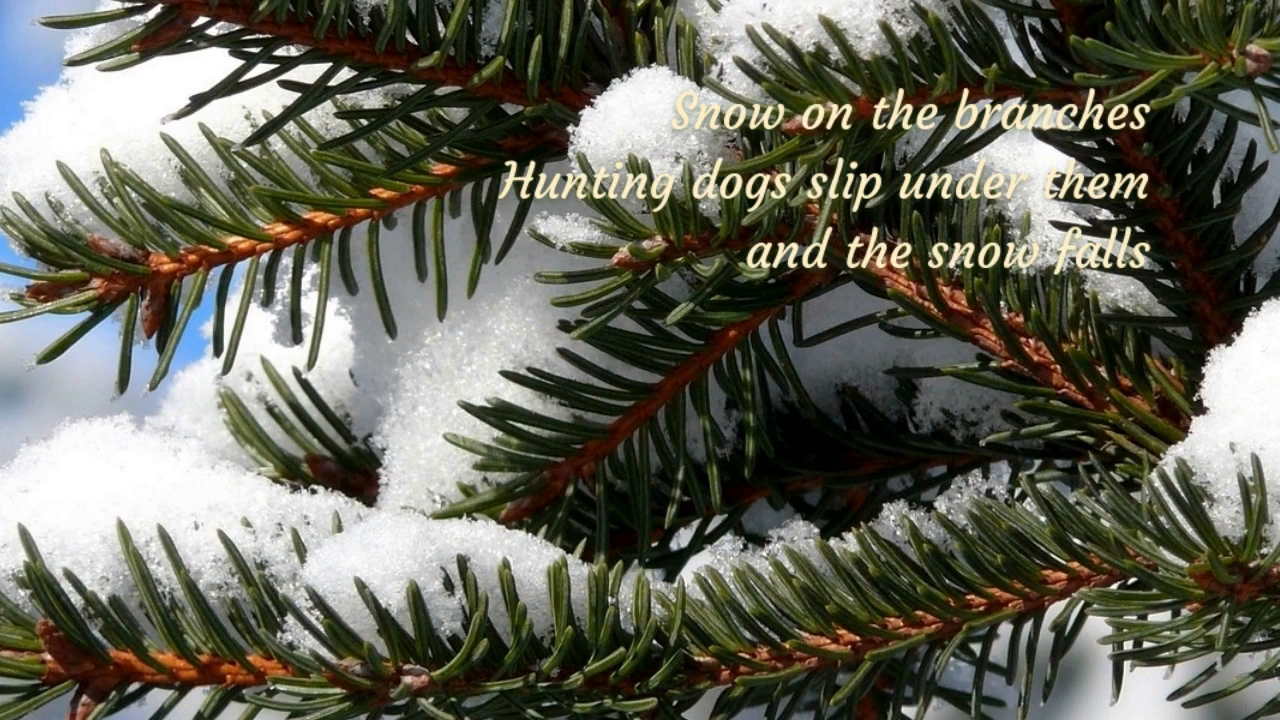 Snow on the branches
Hunting dogs slip under them
and the snow falls